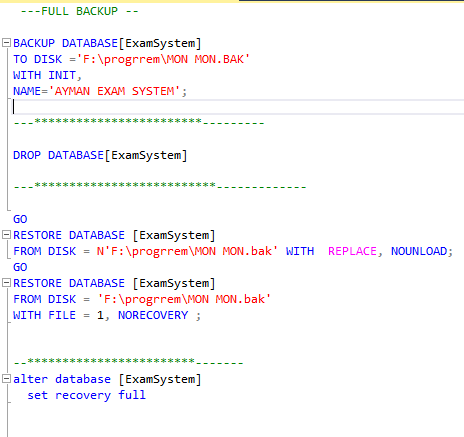 ---FULL BACKUP --
BACKUP DATABASE[ExamSystem]
TO DISK ='F:\progrrem\MON MON.BAK'
WITH INIT,
NAME='AYMAN EXAM SYSTEM';
---************************---------
DROP DATABASE[ExamSystem]
---**************************-------------
GO
RESTORE DATABASE [ExamSystem]
FROM DISK = N'F:\progrrem\MON MON.bak' WITH  REPLACE, NOUNLOAD;
GO
RESTORE DATABASE [ExamSystem]
FROM DISK = 'F:\progrrem\MON MON.bak'
WITH FILE = 1, NORECOVERY ;
--************************-------
alter database [ExamSystem]
set recovery full